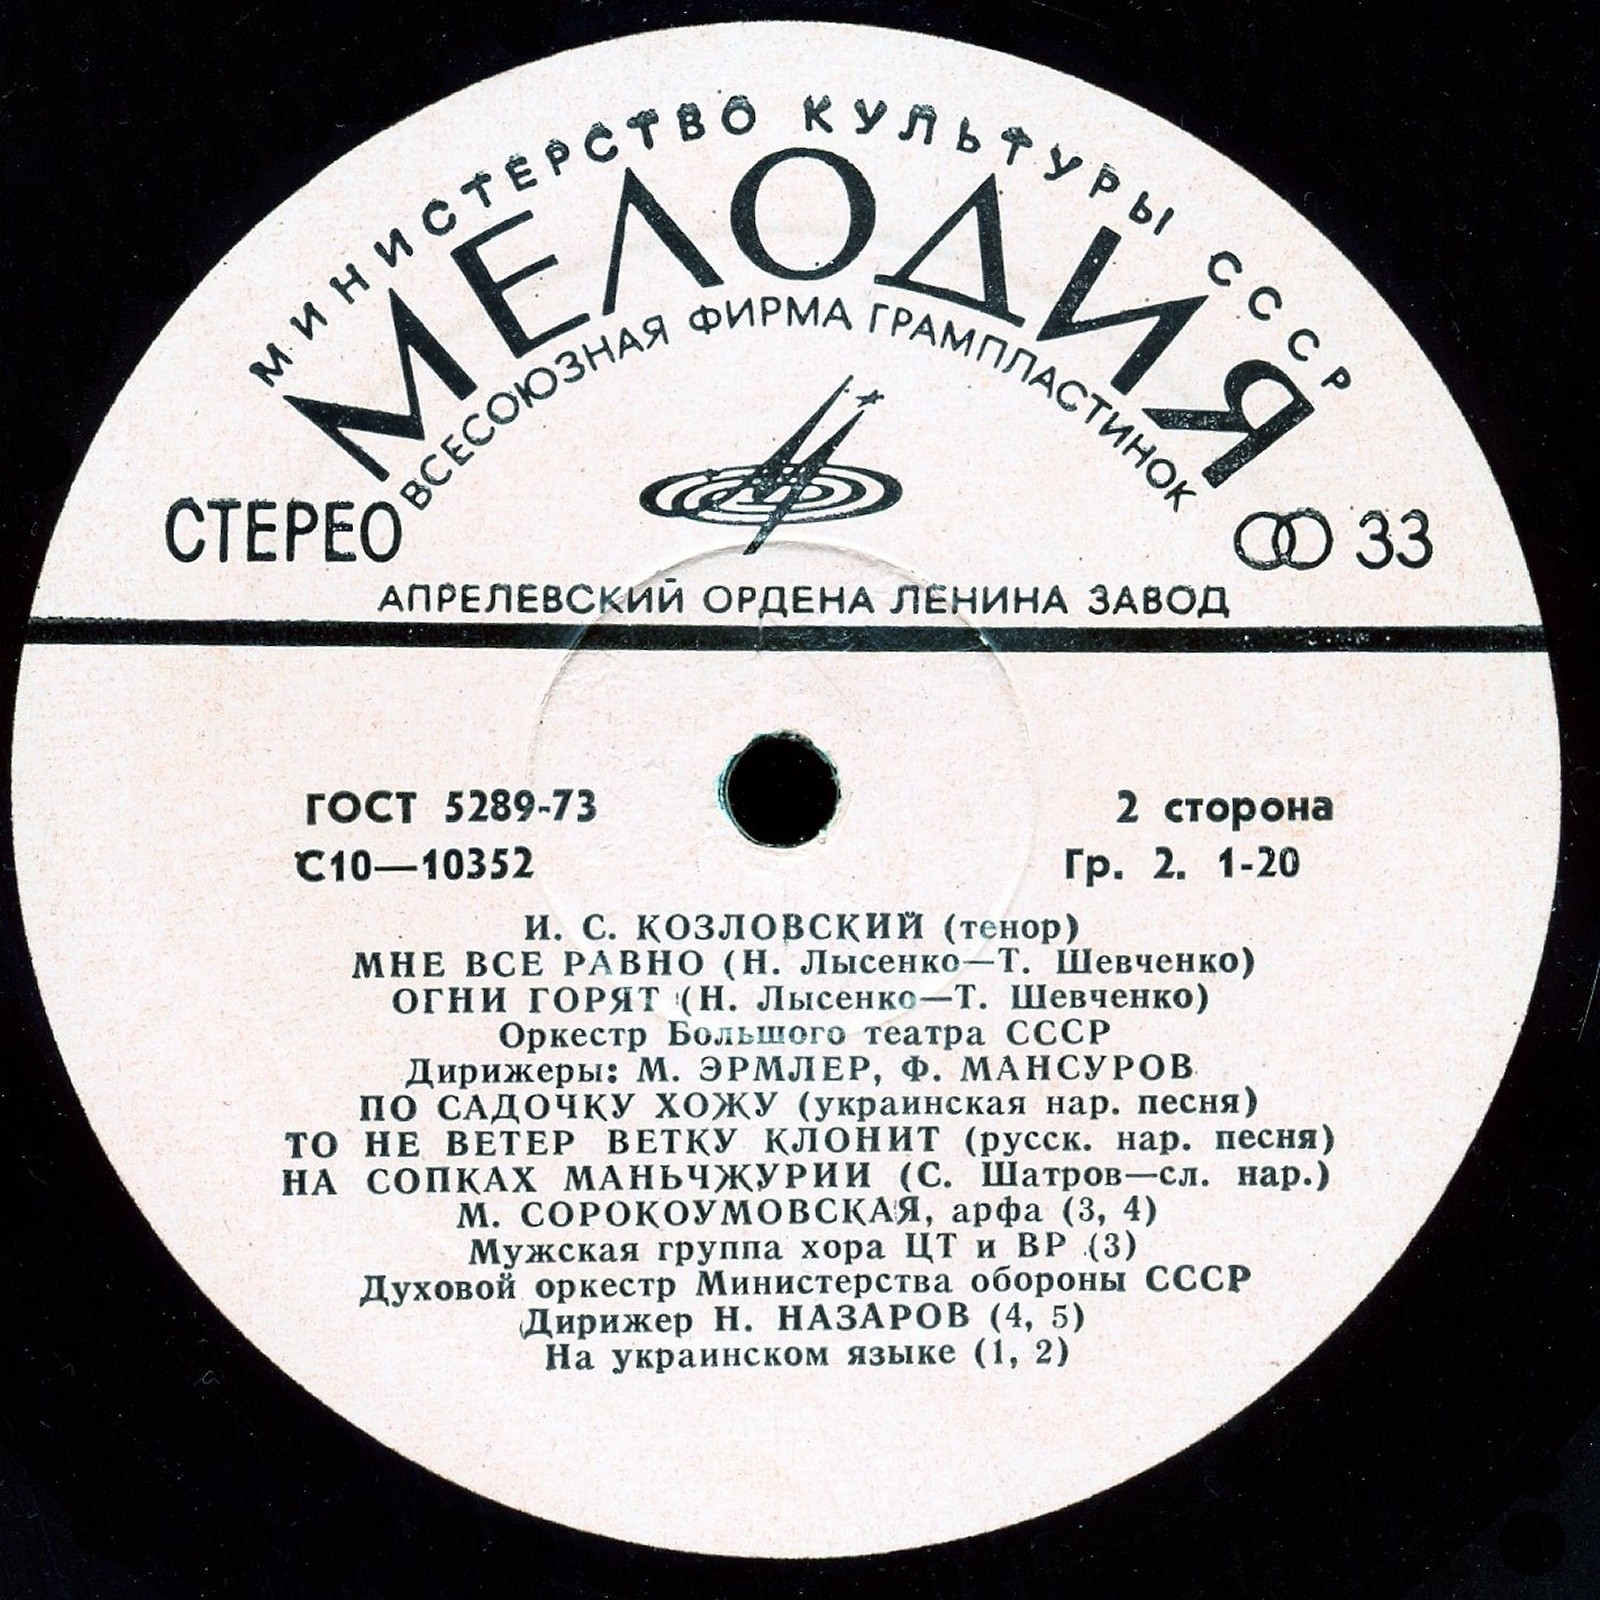 МИНИСТЕРСТВО КУЛЬТУРЫ СССР
МЕЛОДИЯ
ВСЕСОЮЗНАЯ ФИРМА ГРАМПЛАСТИНОК
СТЕРЕО
33
АПРЕЛЕВСКИЙ ОРДЕНА ЛЕНИНА ЗАВОД
ГОСТ 5289-73
2 сторона
С10—10352
Гр. 2. 1-20
И. С. КОЗЛОВСКИЙ (тенор)
МНЕ ВСЕ РАВНО (Н. Лысенко—Т. Шевченко)
ОГНИ ГОРЯТ (Н. Лысенко—Т. Шевченко)
Оркестр Большого театра СССР
Дирижеры: М. ЭРМЛЕР, Ф. МАНСУРОВ
ПО САДОЧКУ ХОЖУ (украинская нар. песня)
ТО НЕ ВЕТЕР ВЕТКУ КЛОНИТ (русск. нар. песня)
НА СОПКАХ МАНЬЧЖУРИИ (С. Шатров—сл. нар.)
М. СОРОКОУМОВСКАЯ, арфа (3, 4)
Мужская группа хора ЦТ и ВР (3)
Духовой оркестр Министерства обороны СССР
Дирижер Н. НАЗАРОВ (4, 5)
На украинском языке (1, 2)